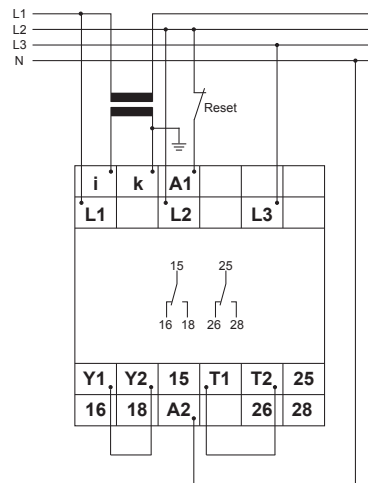 L1
L2
L3
N
Reset
i k A1
L1 L2 L3
15 25
16 18 26 28
Y1 Y2 15 T1 T2 25
16 18 A2 26 28